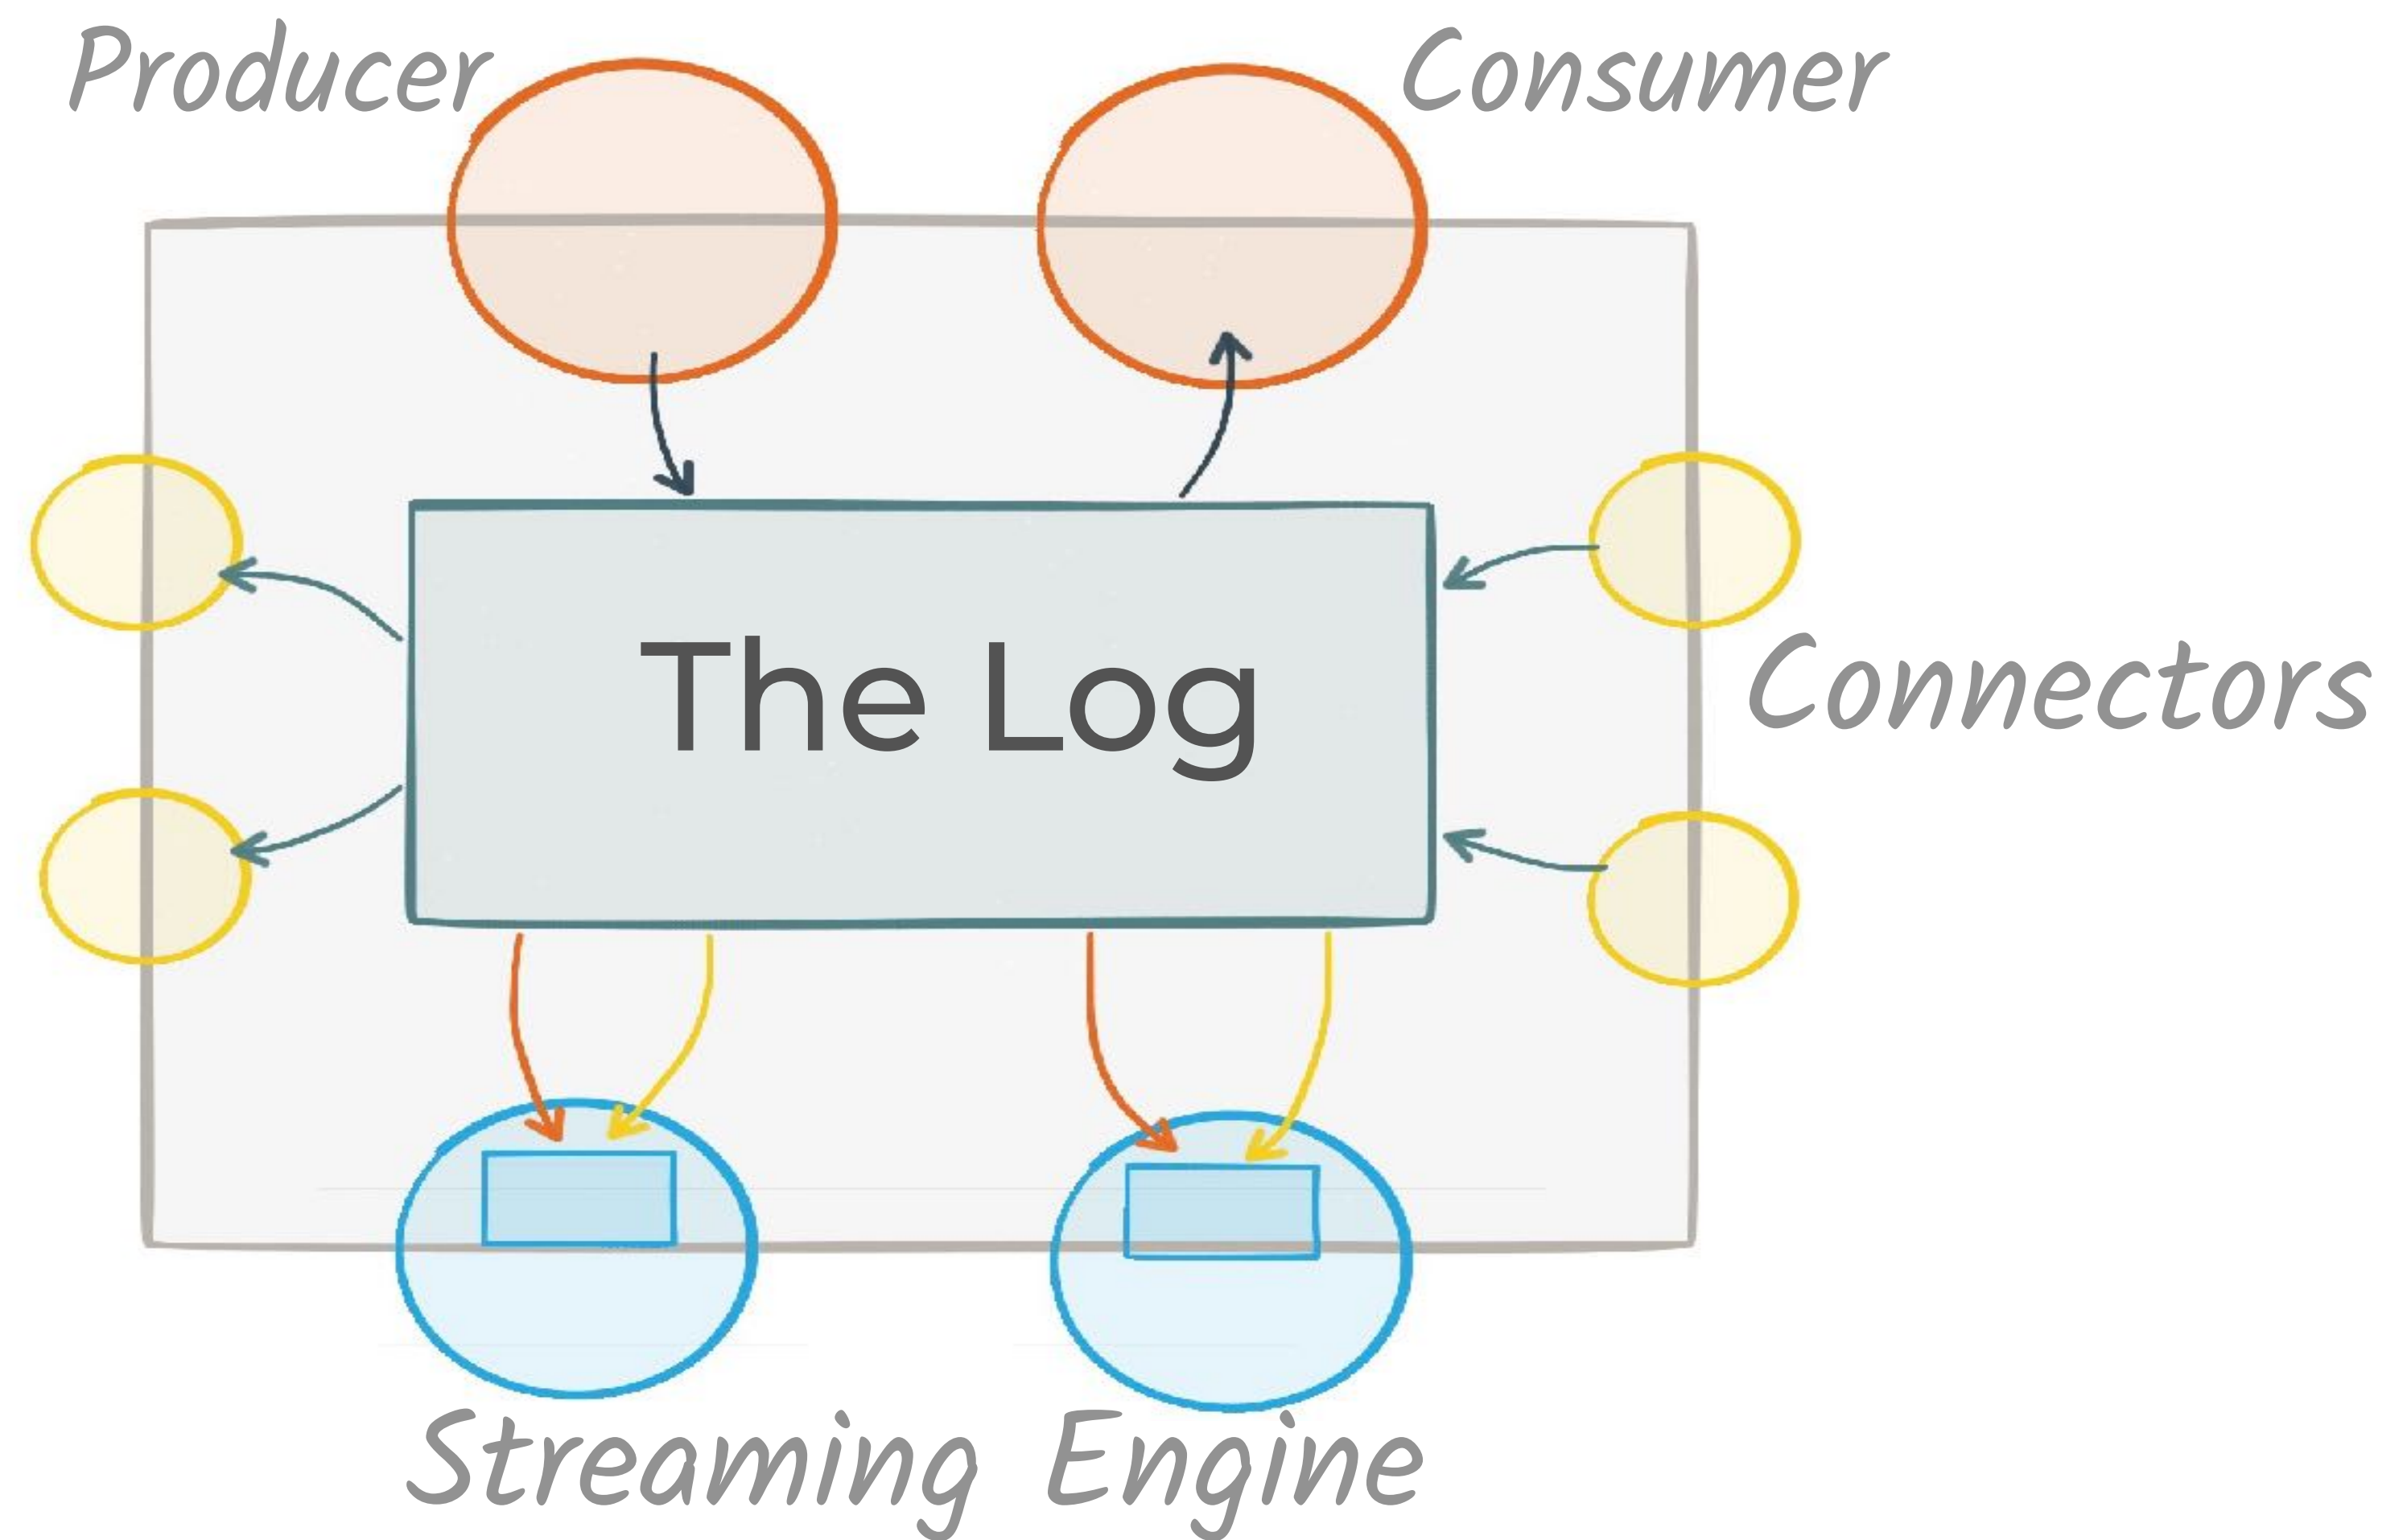 Producer
Consumer
The Log
Connectors
Streaming Engine